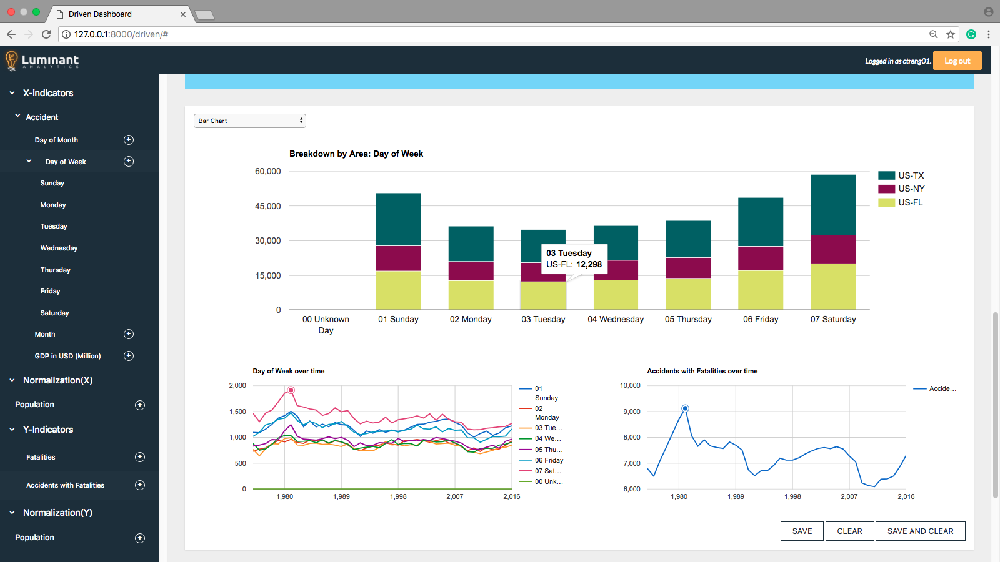 Driven Dashboard
127.0.0.1:8000/driven/#
Luminant
ANALYTICS
Logged in as ctreng01.
Log out
X-indicators
Accident
Day of Month
Day of Week
Sunday
Monday
Tuesday
Wednesday
Thursday
Friday
Saturday
Month
GDP in USD (Million)
Normalization(X)
Population
Y-Indicators
Fatalities
Accidents with Fatalities
Normalization(Y)
Population
Bar Chart
Breakdown by Area: Day of Week
60,000
45,000
30,000
15,000
0
US-TX
US-NY
US-FL
03 Tuesday
US-FL: 12,298
00 Unknown Day
01 Sunday
02 Monday
03 Tuesday
04 Wednesday
05 Thursday
06 Friday
07 Saturday
Day of Week over time
2,000
1,500
1,000
500
0
1,980
1,989
1,998
2,007
2,016
01
Sunday
02
Monday
03 Tue...
04 We...
05 Thu...
06 Friday
07 Sat...
00 Unk...
Accidents with Fatalities over time
10,000
9,000
8,000
7,000
6,000
1,980
1,989
1,998
2,007
2,016
Accide...
SAVE
CLEAR
SAVE AND CLEAR